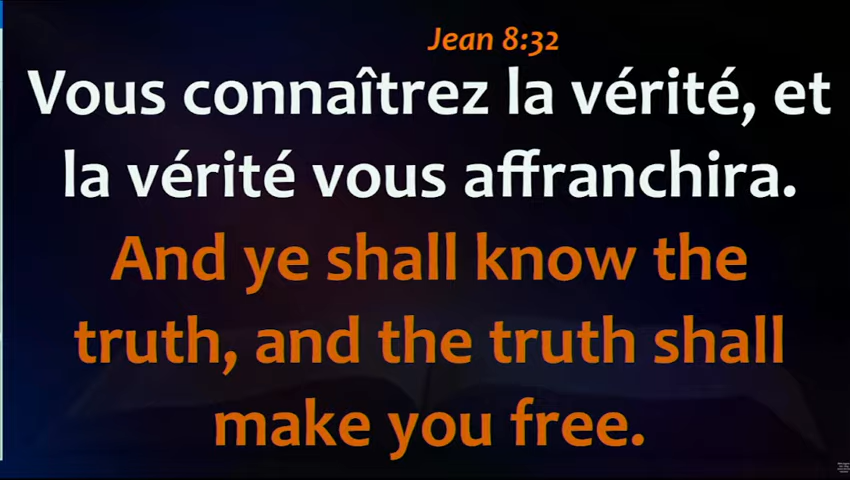 Jean 8:32
Vous connaîtrez la vérité, et
la vérité vous affranchira.
And ye shall know the
truth, and the truth shall
make you free.